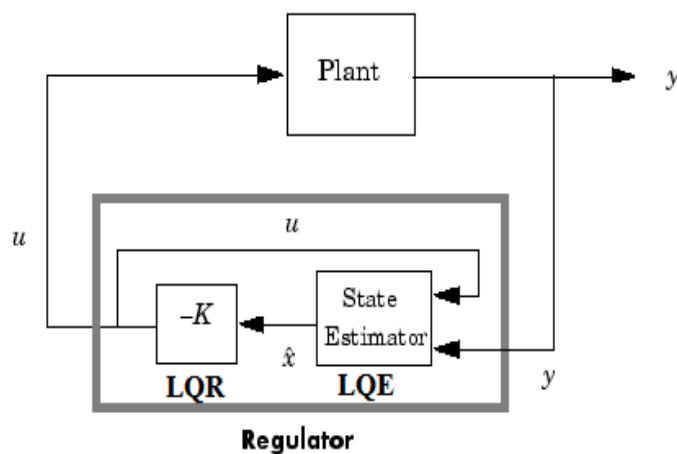 Plant
y
u
u
–K
State
Estimator
x̂
LQR
LQE
y
Regulator